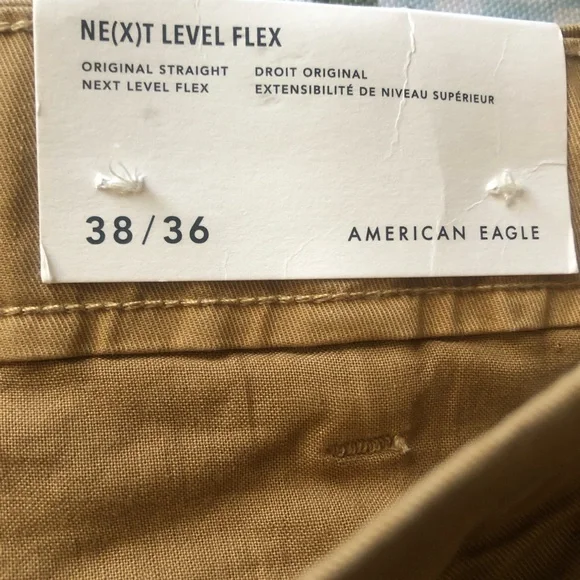 NE(X)T LEVEL FLEX
ORIGINAL STRAIGHT
NEXT LEVEL FLEX
DROIT ORIGINAL
EXTENSIBILITÉ DE NIVEAU SUPÉRIEUR
38/36
AMERICAN EAGLE